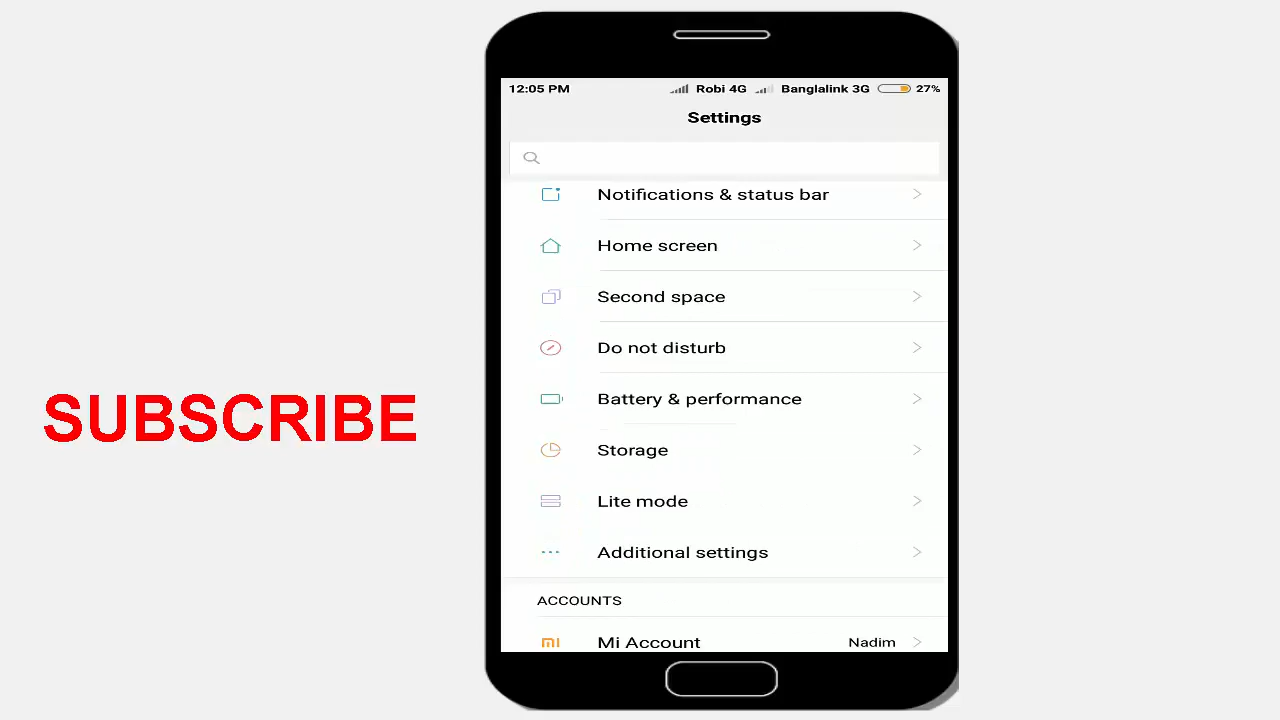 12:05 PM Robi 4G Banglalink 3G 27%
Settings
Notifications & status bar
Home screen
Second space
Do not disturb
Battery & performance
SUBSCRIBE
Storage
Lite mode
Additional settings
ACCOUNTS
Mi Account Nadim